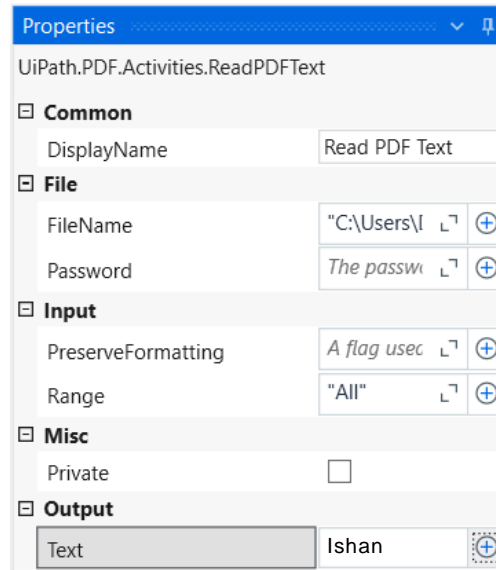 Properties
UiPath.PDF.Activities.ReadPDFText
Common
DisplayName Read PDF Text
File
FileName "C:\Users\
Password The passw
Input
PreserveFormatting A flag used
Range "All"
Misc
Private
Output
Text Ishan